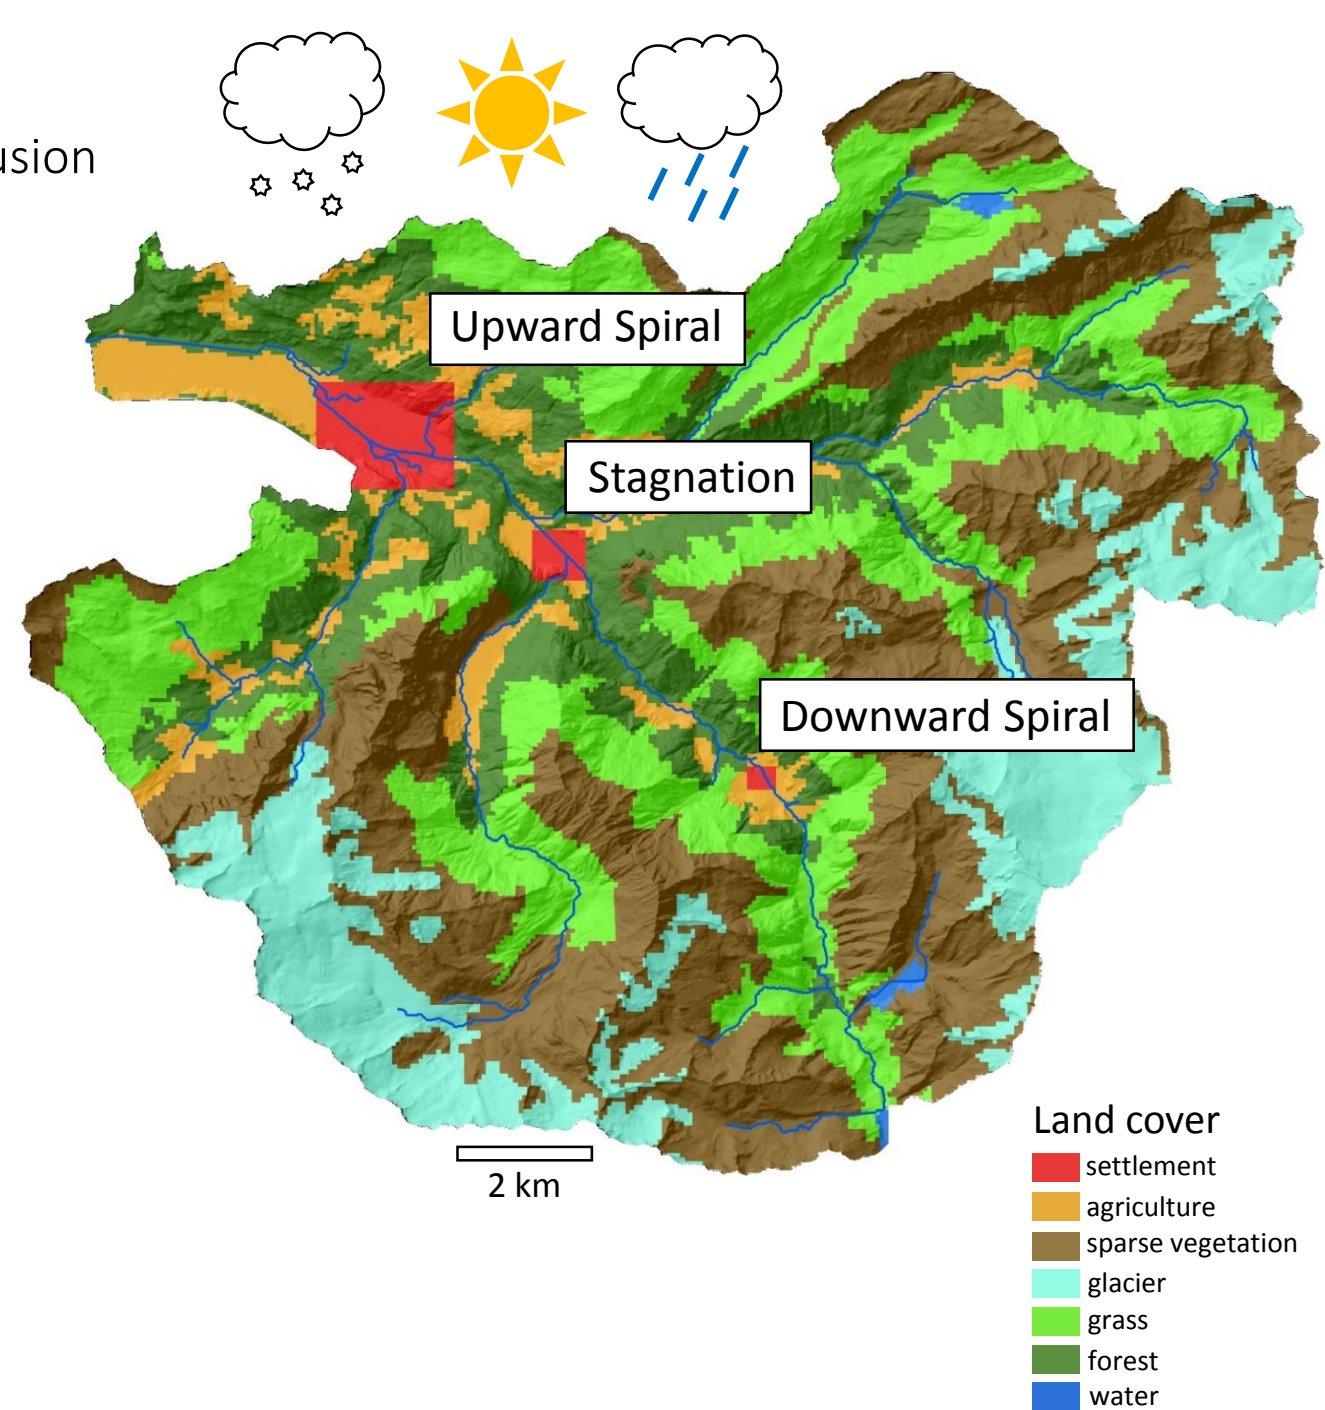 usion
Upward Spiral
Stagnation
Downward Spiral
2 km
Land cover
settlement
agriculture
sparse vegetation
glacier
grass
forest
water